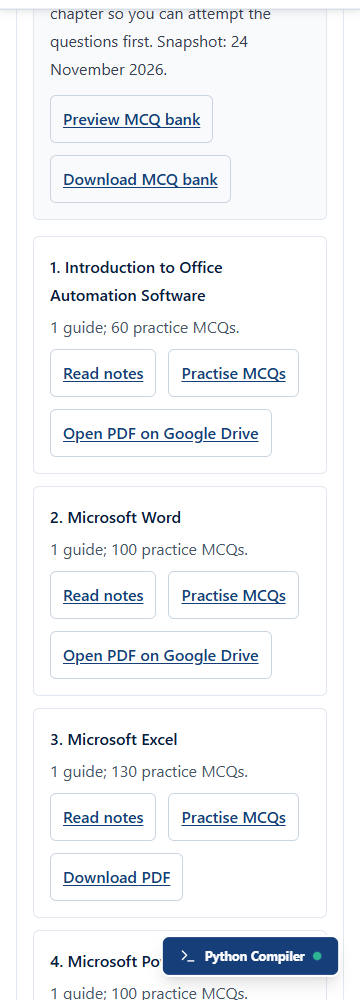 chapter so you can attempt the
questions first. Snapshot: 24
November 2026.
Preview MCQ bank
Download MCQ bank
1. Introduction to Office
Automation Software
1 guide; 60 practice MCQs.
Read notes
Practise MCQs
Open PDF on Google Drive
2. Microsoft Word
1 guide; 100 practice MCQs.
Read notes
Practise MCQs
Open PDF on Google Drive
3. Microsoft Excel
1 guide; 130 practice MCQs.
Read notes
Practise MCQs
Download PDF
4. Microsoft Po
Python Compiler
1 guide; 100 practice MCQs.